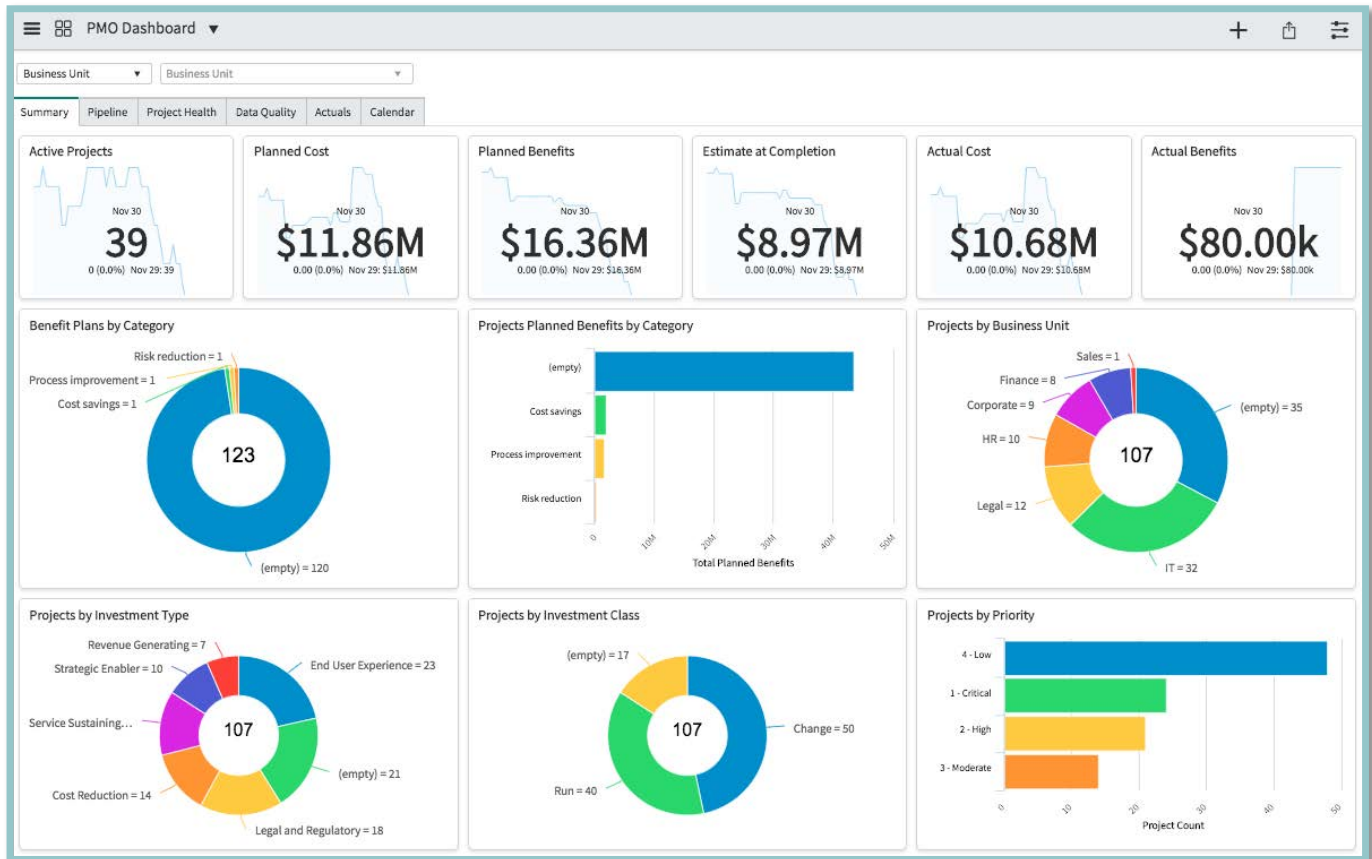 PMO Dashboard
Business Unit
Business Unit
Summary Pipeline Project Health Data Quality Actuals Calendar
Active Projects
Nov 30
39
0 (0.0%) Nov 29: 39
Planned Cost
Nov 30
$11.86M
0.00 (0.0%) Nov 29: $11.86M
Planned Benefits
Nov 30
$16.36M
0.00 (0.0%) Nov 29: $16.36M
Estimate at Completion
Nov 30
$8.97M
0.00 (0.0%) Nov 29: $8.97M
Actual Cost
Nov 30
$10.68M
0.00 (0.0%) Nov 29: $10.68M
Actual Benefits
Nov 30
$80.00k
0.00 (0.0%) Nov 29: $80.00k
Benefit Plans by Category
Risk reduction = 1
Process improvement = 1
Cost savings = 1
123
(empty) = 120
Projects Planned Benefits by Category
(empty)
Cost savings
Process improvement
Risk reduction
0 10M 20M 30M 40M 50M
Total Planned Benefits
Projects by Business Unit
Sales = 1
Finance = 8
Corporate = 9
(empty) = 35
HR = 10
107
Legal = 12
IT = 32
Projects by Investment Type
Revenue Generating = 7
Strategic Enabler = 10
End User Experience = 23
Service Sustaining...
107
(empty) = 21
Cost Reduction = 14
Legal and Regulatory = 18
Projects by Investment Class
(empty) = 17
107
Change = 50
Run = 40
Projects by Priority
4 - Low
1 - Critical
2 - High
3 - Moderate
0 10 20 30 40 50
Project Count